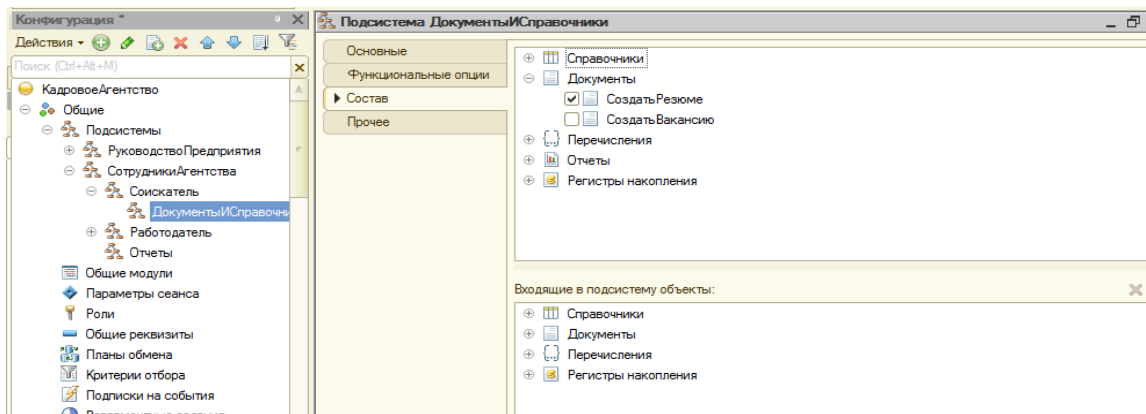 Конфигурация *
Действия
Поиск (Ctrl+Alt+M)
КадровоеАгентство
Общие
Подсистемы
РуководствоПредприятия
СотрудникиАгентства
Соискатель
ДокументыИСправочни
Работодатель
Отчеты
Общие модули
Параметры сеанса
Роли
Общие реквизиты
Планы обмена
Критерии отбора
Подписки на события
Подсистема ДокументыИСправочники
Основные
Функциональные опции
Состав
Прочее
Справочники
Документы
СоздатьРезюме
СоздатьВакансию
Перечисления
Отчеты
Регистры накопления
Входящие в подсистему объекты:
Справочники
Документы
Перечисления
Регистры накопления